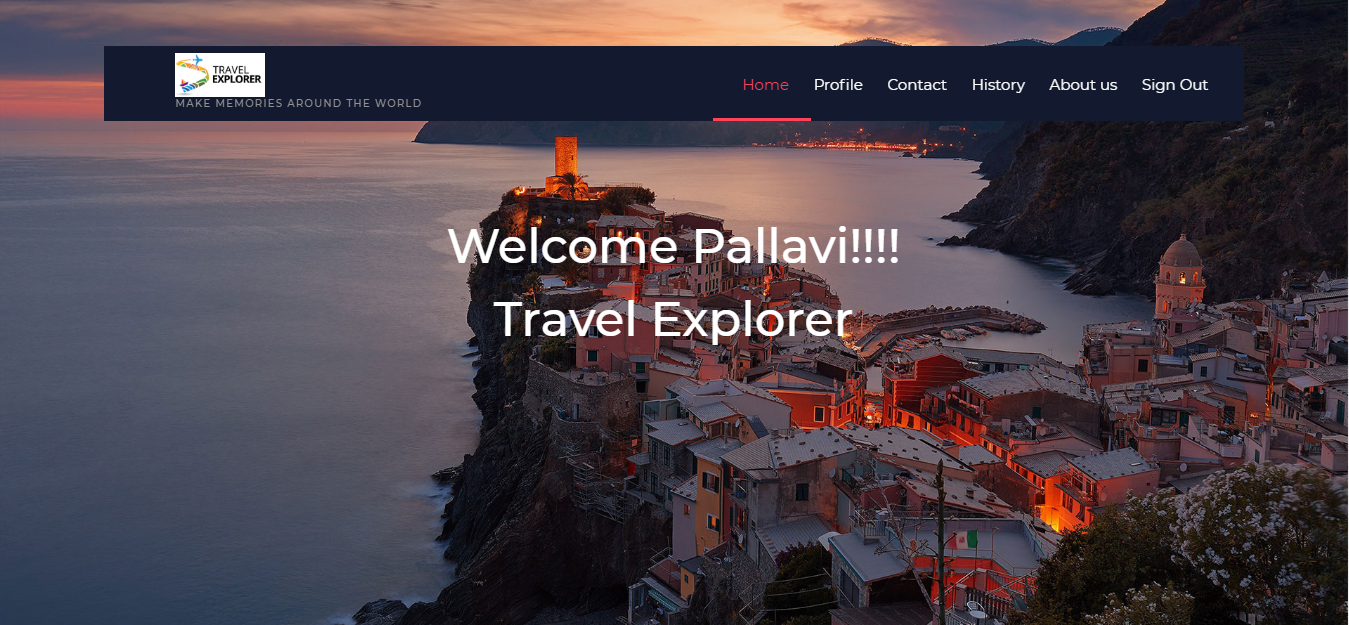 TRAVEL
EXPLORER
MAKE MEMORIES AROUND THE WORLD
Home Profile Contact History About us Sign Out
Welcome Pallavi!!!!
Travel Explorer